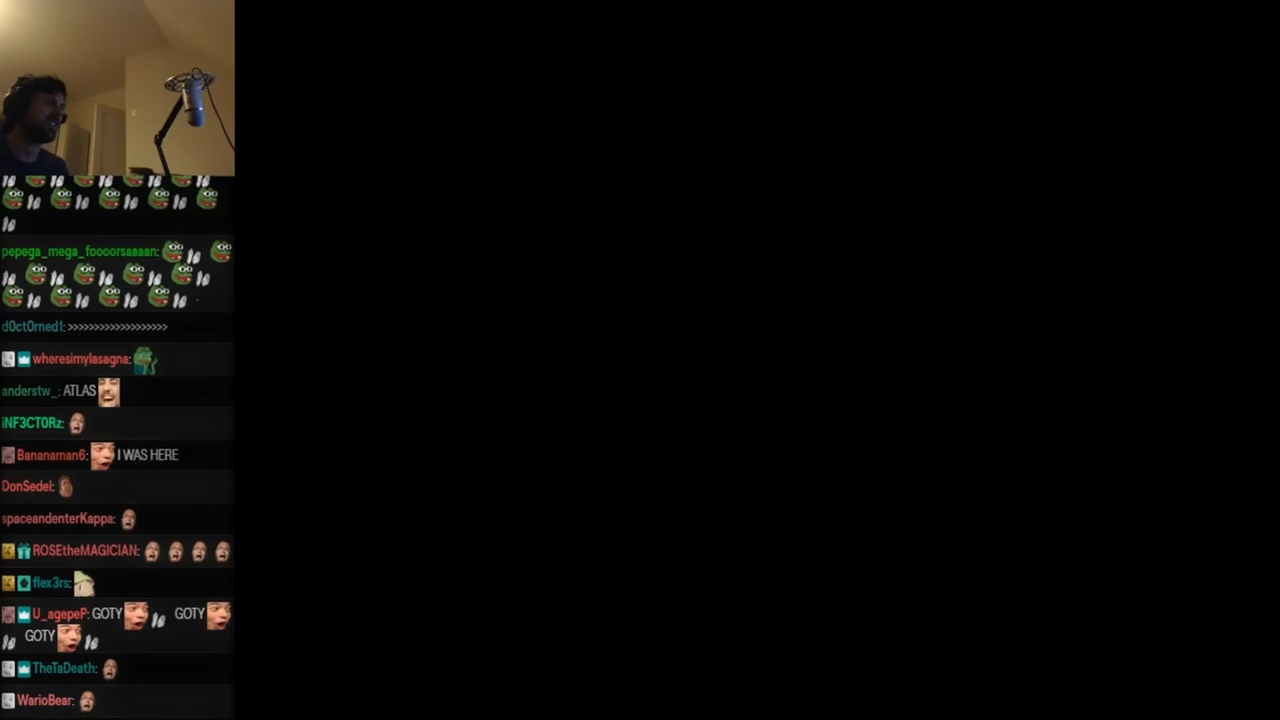 pepega_mega_foooorsaaaan:
d0ct0rned1: >>>>>>>>>>>>>>>>>>>
wheresimylasagna:
anderstw_: ATLAS
iNF3CT0Rz:
Bananaman6: I WAS HERE
DonSedel:
spaceandenterKappa:
ROSEtheMAGICIAN:
flex3rs:
U_agepeP: GOTY GOTY
GOTY
TheTaDeath:
WarioBear: